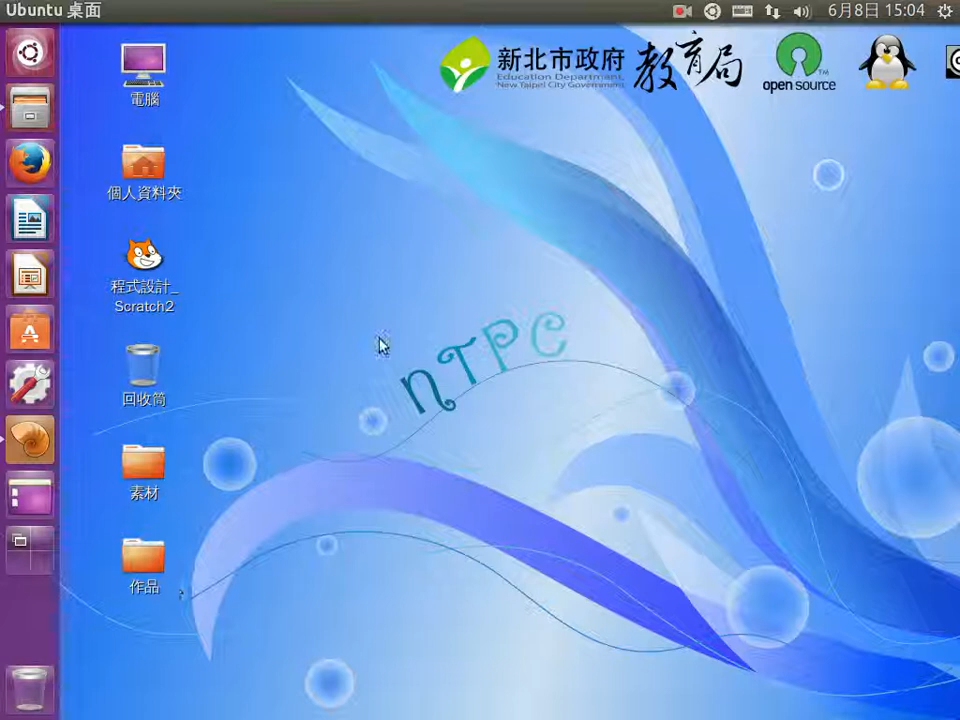 Ubuntu 桌面
6月8日 15:04
新北市政府
Education Department,
New Taipei City Government
教育局
open source
TM
電腦
個人資料夾
程式設計_
Scratch2
回收筒
素材
作品
nTPC